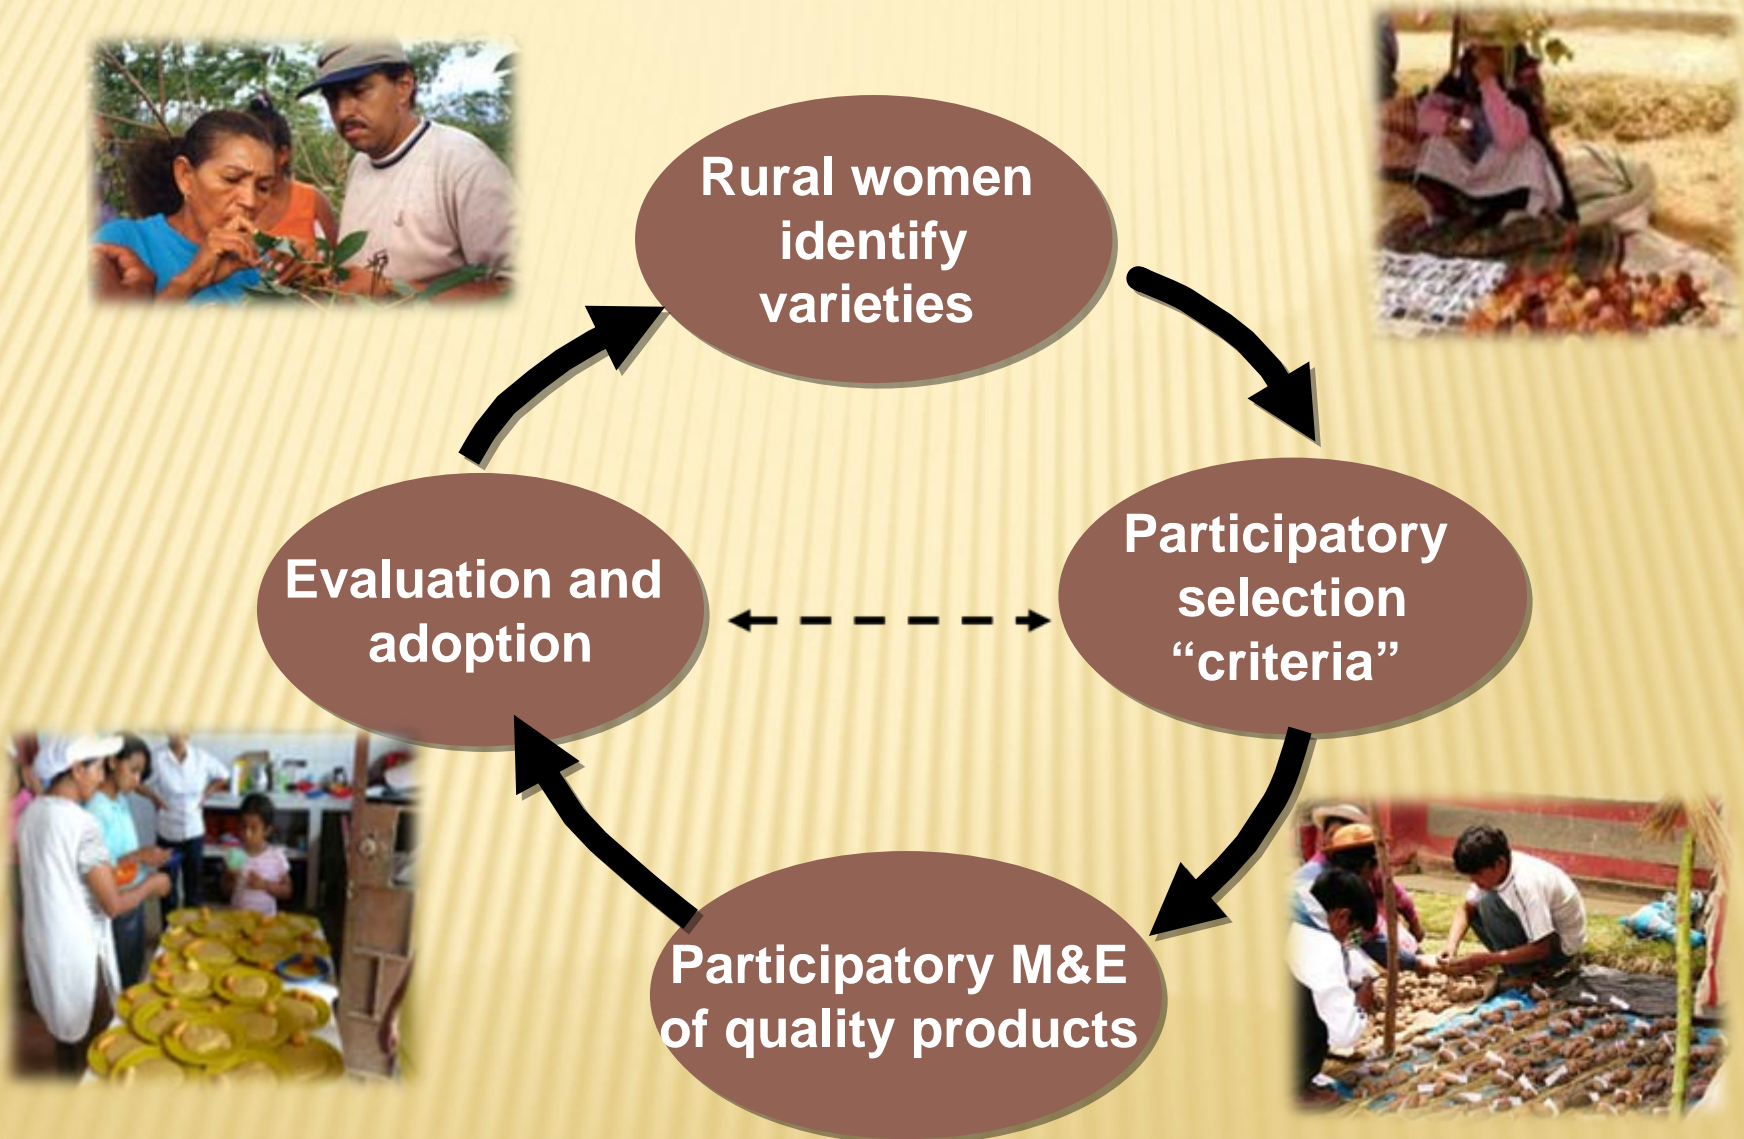 Rural women
identify
varieties
Evaluation and
adoption
Participatory
selection
“criteria”
Participatory M&E
of quality products